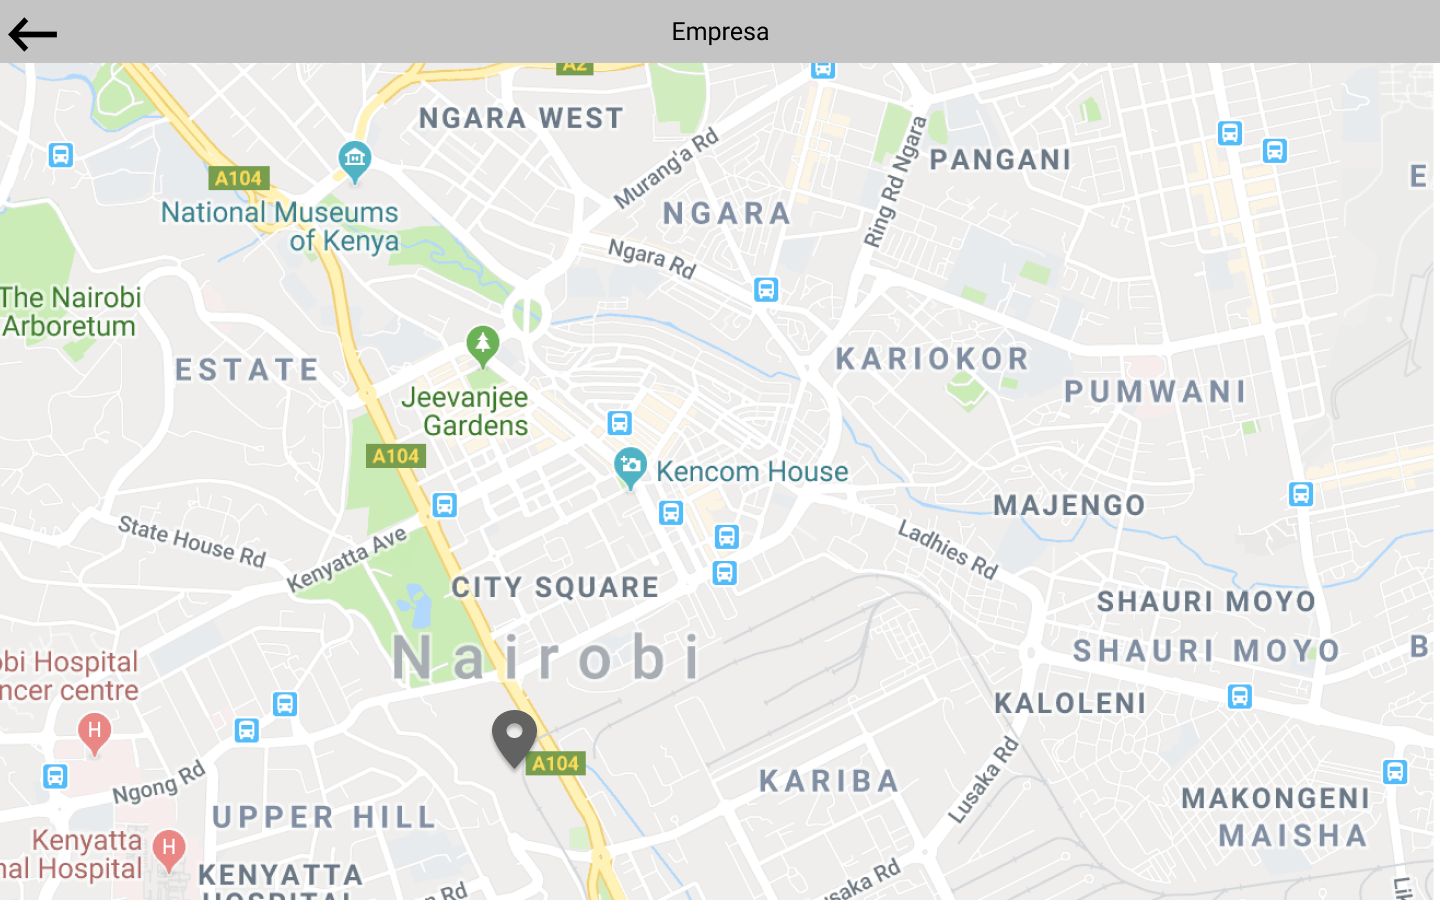 Empresa
A2
NGARA WEST
Murang'a Rd
Ring Rd Ngara
PANGANI
E
A104
National Museums
of Kenya
NGARA
Ngara Rd
The Nairobi
Arboretum
ESTATE
KARIOKOR
PUMWANI
Jeevanjee
Gardens
A104
Kencom House
MAJENGO
State House Rd
Kenyatta Ave
Ladhies Rd
CITY SQUARE
SHAURI MOYO
SHAURI MOYO
B
Nairobi
obi Hospital
ncer centre
H
KALOLENI
A104
Ngong Rd
KARIBA
Lusaka Rd
MAKONGENI
MAISHA
UPPER HILL
Kenyatta
nal Hospital
H
KENYATTA
HOSPITAL
n Rd
usaka Rd
Lik